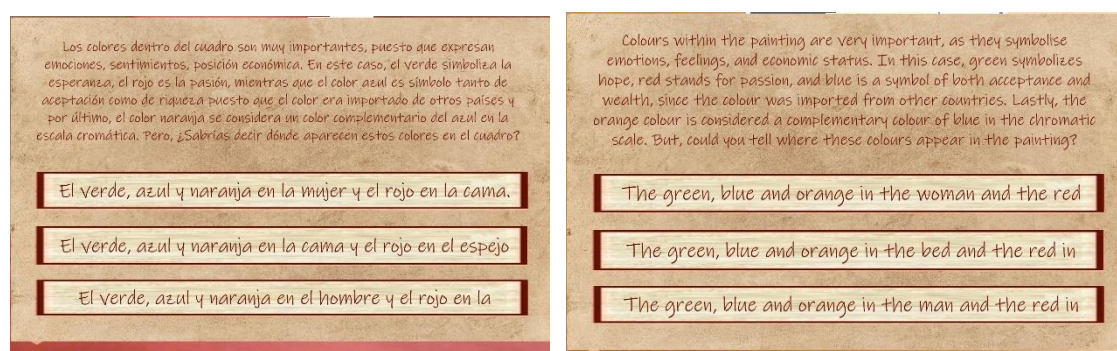 Los colores dentro del cuadro son muy importantes, puesto que expresan
emociones, sentimientos, posición económica. En este caso, el verde simboliza la
esperanza, el rojo es la pasión, mientras que el color azul es símbolo tanto de
aceptación como de riqueza puesto que el color era importado de otros países y
por último, el color naranja se considera un color complementario del azul en la
escala cromática. Pero, ¿Sabrías decir dónde aparecen estos colores en el cuadro?
El verde, azul y naranja en la mujer y el rojo en la cama.
El verde, azul y naranja en la cama y el rojo en el espejo
El verde, azul y naranja en el hombre y el rojo en la
Colours within the painting are very important, as they symbolise
emotions, feelings, and economic status. In this case, green symbolizes
hope, red stands for passion, and blue is a symbol of both acceptance and
wealth, since the colour was imported from other countries. Lastly, the
orange colour is considered a complementary colour of blue in the chromatic
scale. But, could you tell where these colours appear in the painting?
The green, blue and orange in the woman and the red
The green, blue and orange in the bed and the red in
The green, blue and orange in the man and the red in